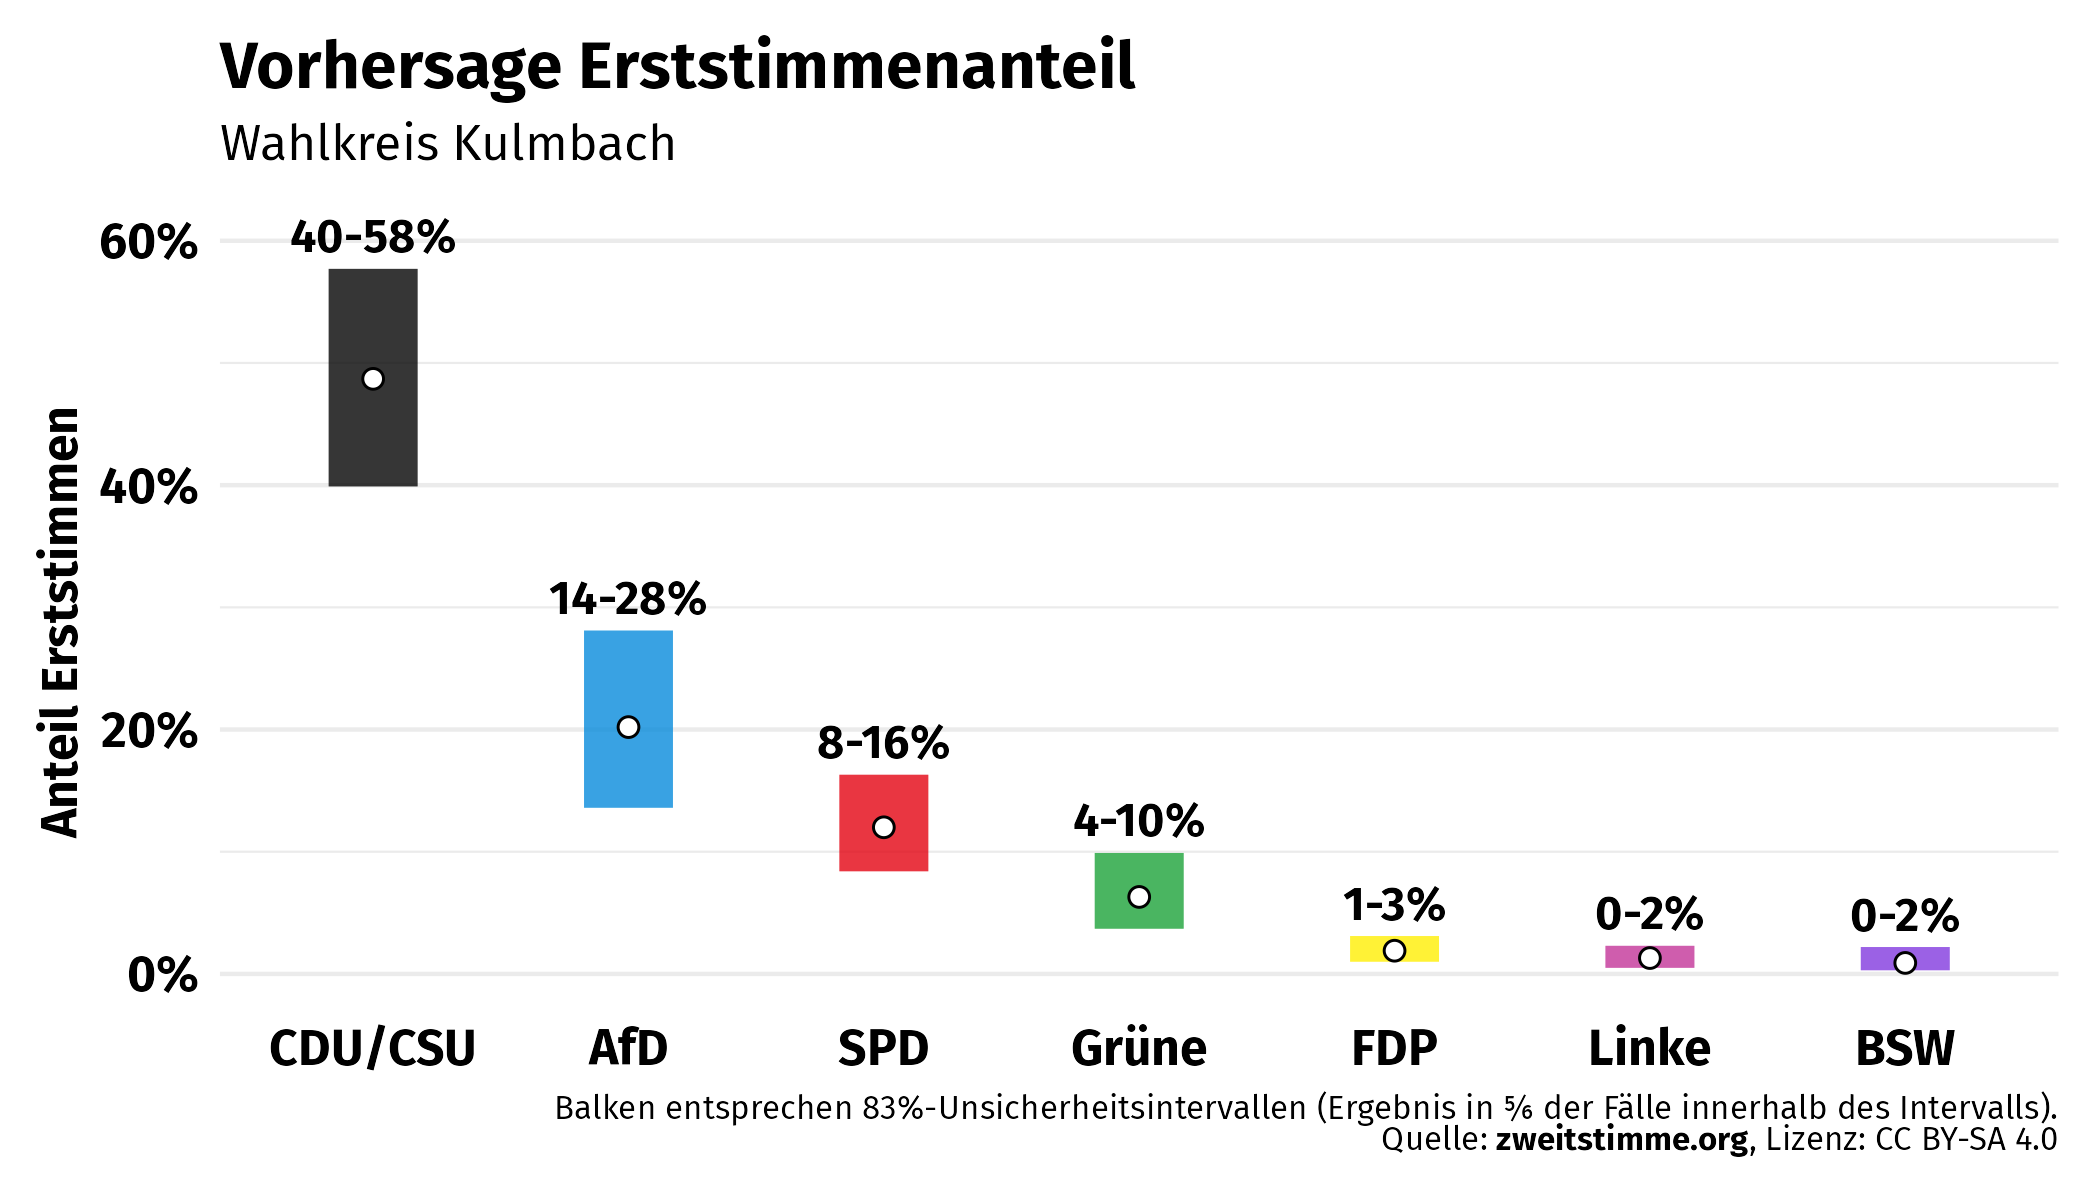 Vorhersage Erststimmenanteil
Wahlkreis Kulmbach
Anteil Erststimmen
60%
40%
20%
0%
40-58%
14-28%
8-16%
4-10%
1-3%
0-2%
0-2%
CDU/CSU
AfD
SPD
Grüne
FDP
Linke
BSW
Balken entsprechen 83%-Unsicherheitsintervallen (Ergebnis in ⅚ der Fälle innerhalb des Intervalls).
Quelle: zweitstimme.org, Lizenz: CC BY-SA 4.0